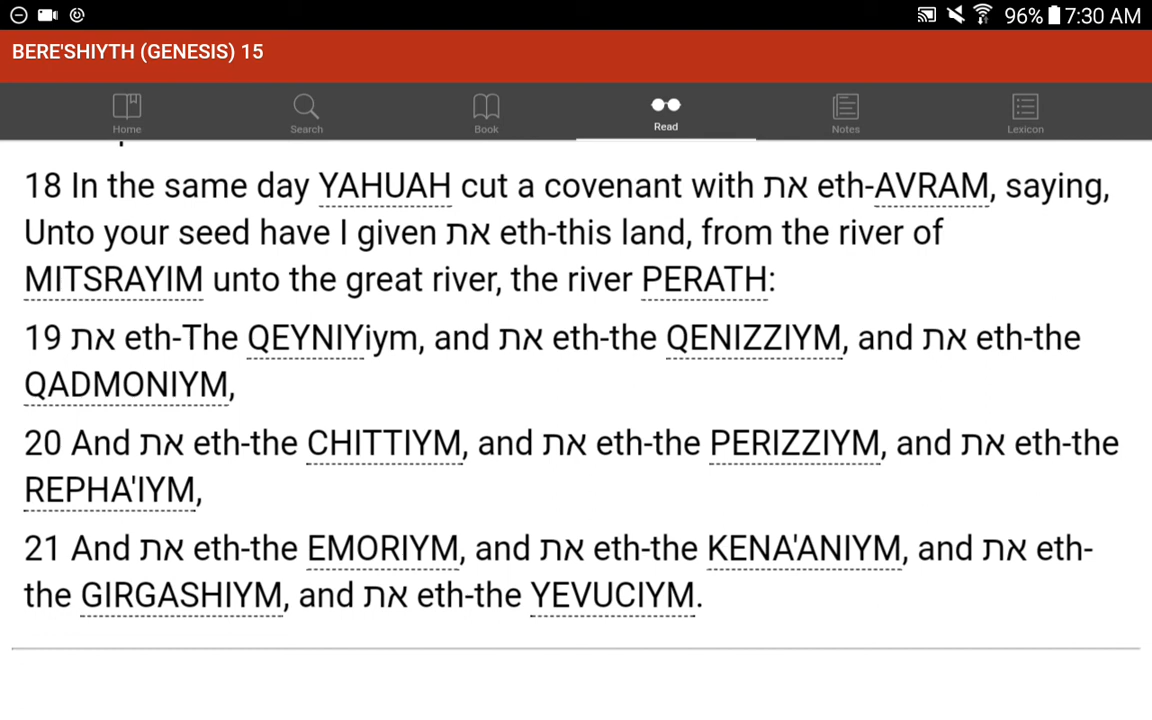 96% 7:30 AM
BERE'SHIYTH (GENESIS) 15
Home Search Book Read Notes Lexicon
18 In the same day YAHUAH cut a covenant with את eth-AVRAM, saying,
Unto your seed have I given את eth-this land, from the river of
MITSRAYIM unto the great river, the river PERATH:
19 את eth-The QEYNIYiym, and את eth-the QENIZZIYM, and את eth-the
QADMONIYM,
20 And את eth-the CHITTIYM, and את eth-the PERIZZIYM, and את eth-the
REPHA'IYM,
21 And את eth-the EMORIYM, and את eth-the KENA'ANIYM, and את eth-
the GIRGASHIYM, and את eth-the YEVUCIYM.